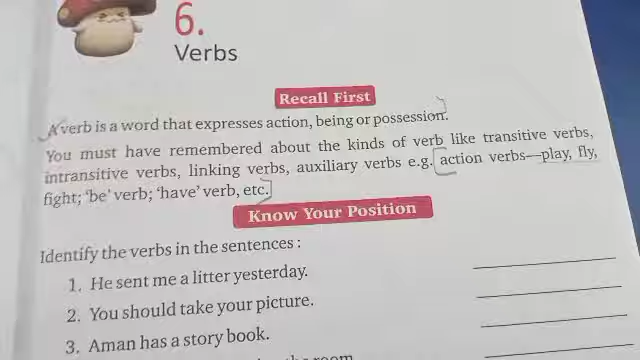 6.
Verbs
Recall First
A verb is a word that expresses action, being or possession.
You must have remembered about the kinds of verb like transitive verbs,
intransitive verbs, linking verbs, auxiliary verbs e.g. action verbs—play, fly,
fight; 'be' verb; 'have' verb, etc.
Know Your Position
Identify the verbs in the sentences :
1. He sent me a litter yesterday.
2. You should take your picture.
3. Aman has a story book.
the room